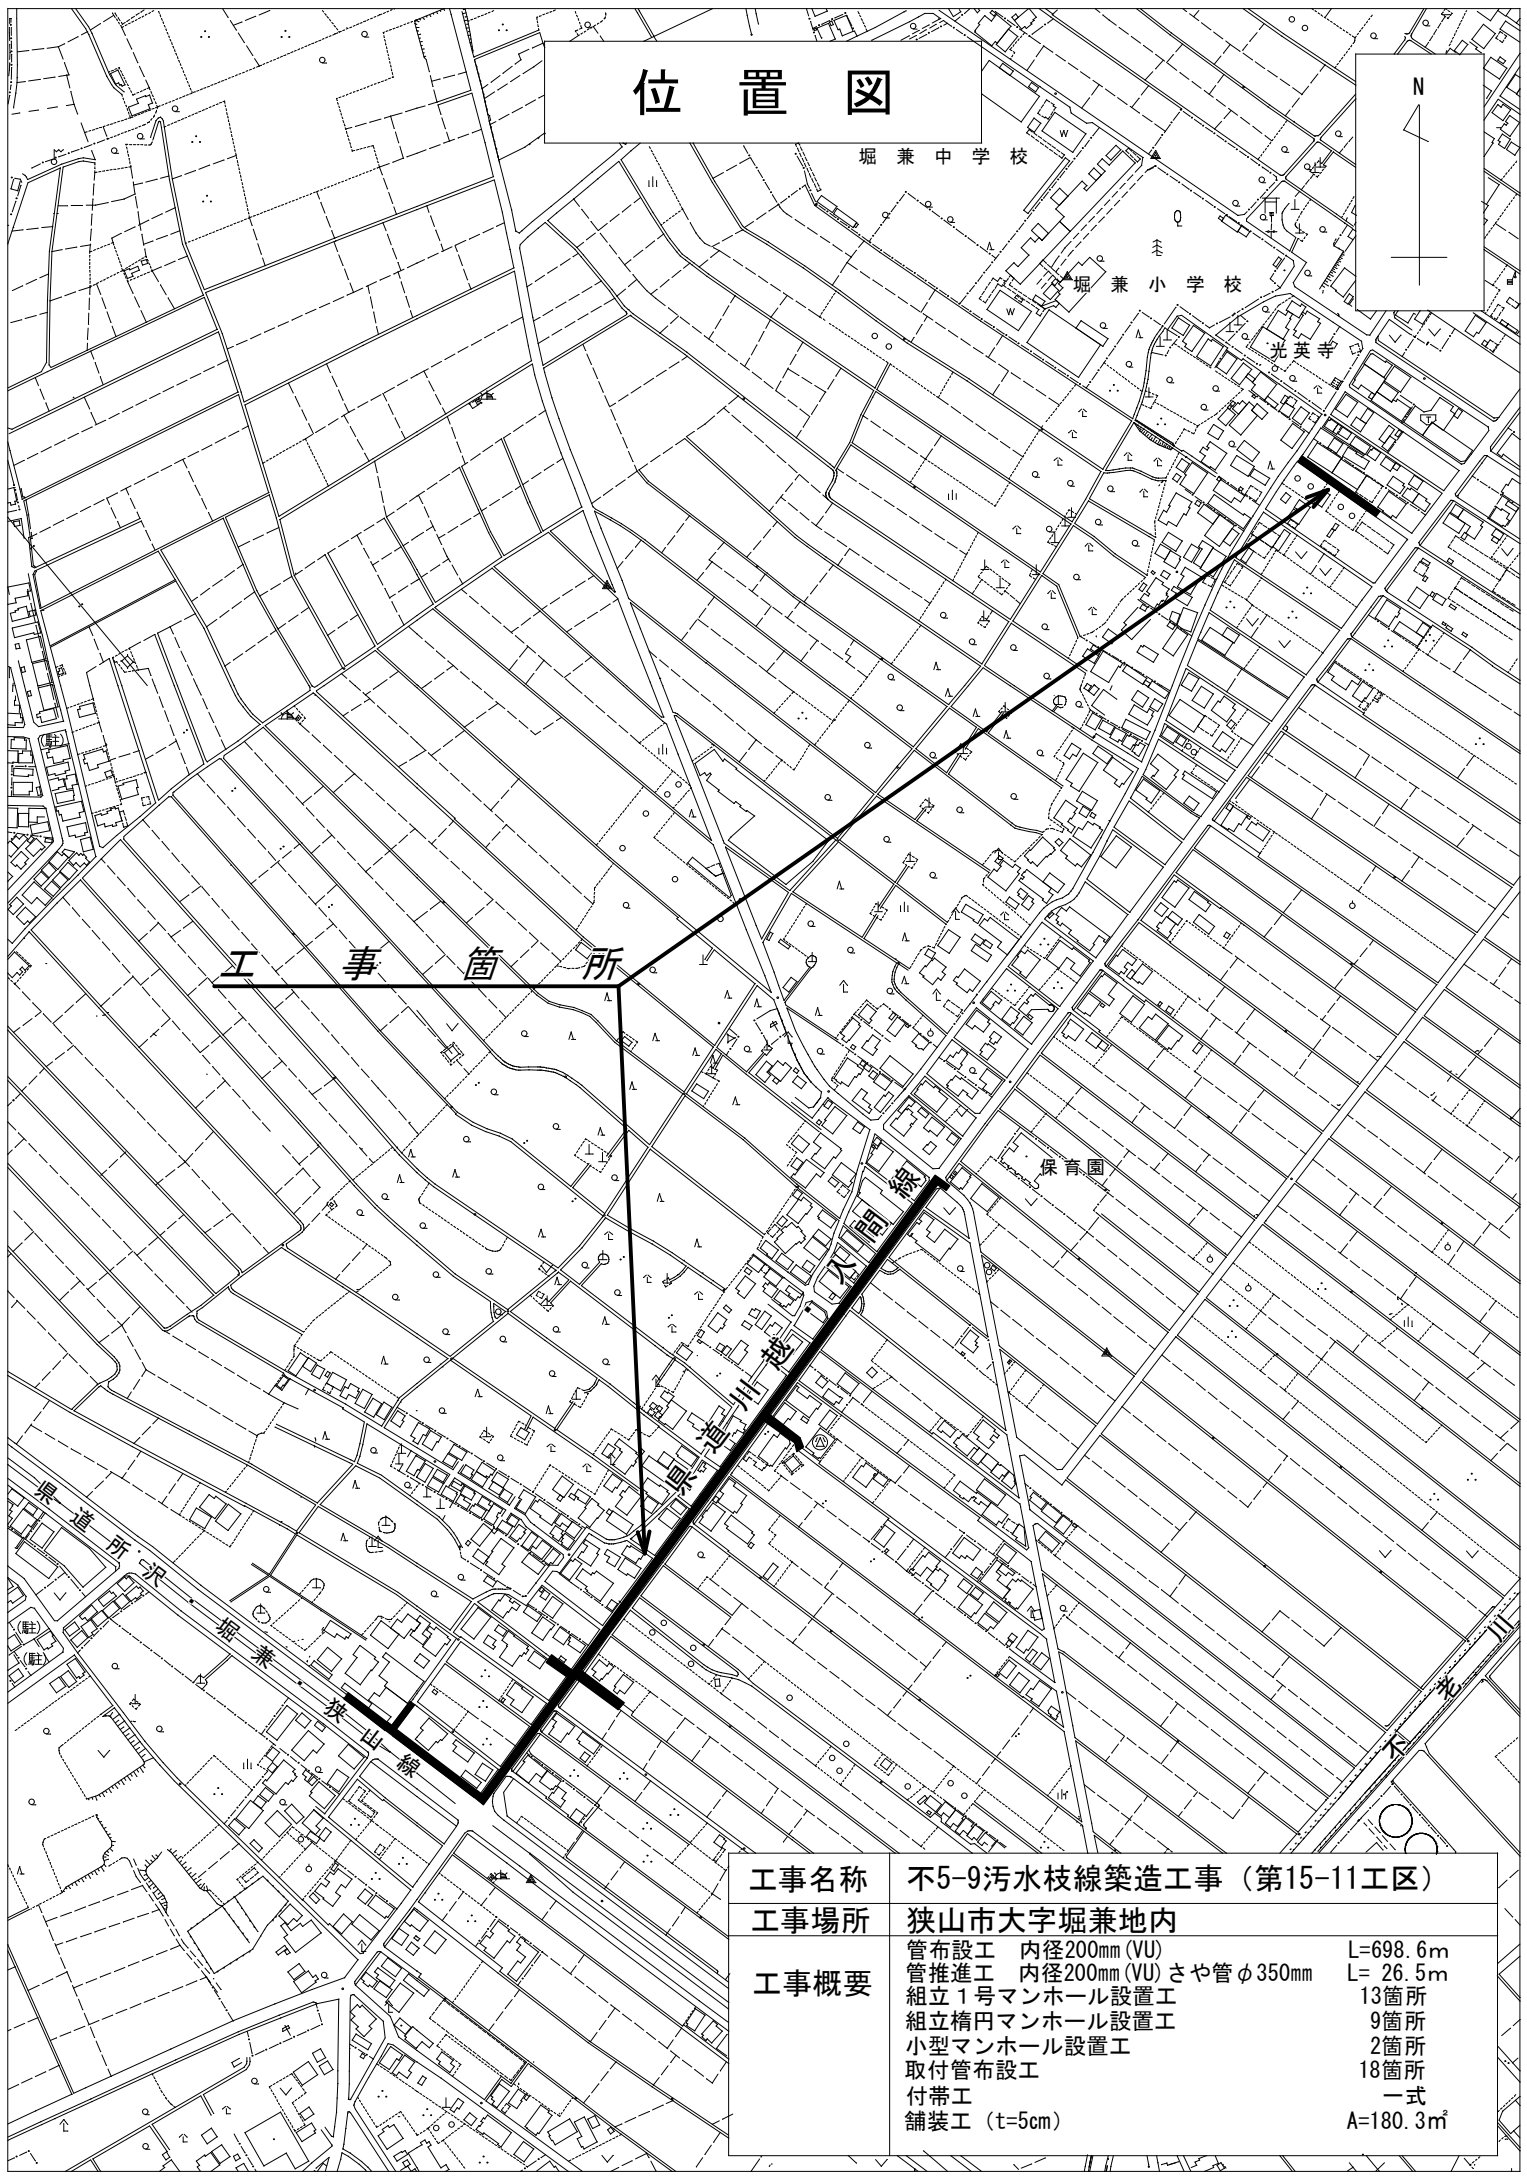 位置図
N
堀兼中学校
W
堀兼小学校
W
光英寺
工事箇所
保育園
県道川越入間線
県道所沢堀兼狭山線
(駐)
(駐)
(駐)
不老川
工事名称 不5-9汚水枝線築造工事（第15-11工区）
工事場所 狭山市大字堀兼地内
工事概要
管布設工 内径200mm(VU) L=698.6m
管推進工 内径200mm(VU)さや管φ350mm L= 26.5m
組立１号マンホール設置工 13箇所
組立楕円マンホール設置工 9箇所
小型マンホール設置工 2箇所
取付管布設工 18箇所
付帯工 一式
舗装工（t=5cm） A=180.3㎡